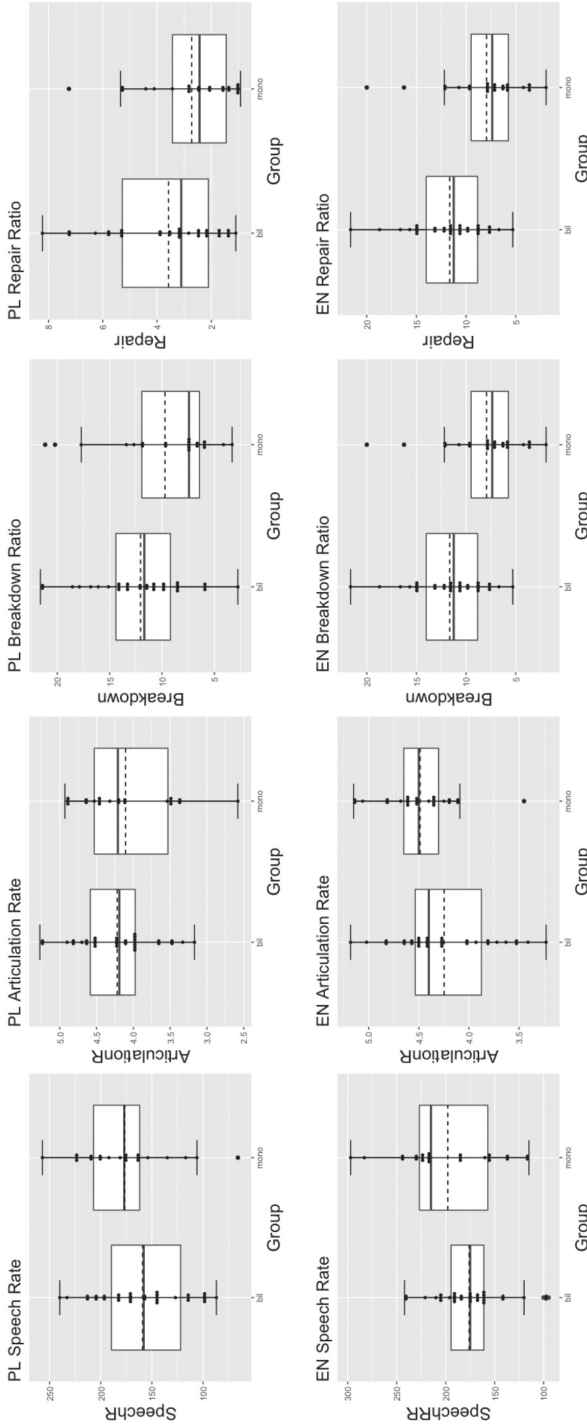 PL Speech Rate
250
200
150
100
SpeechR
bil
mono
Group
PL Articulation Rate
5.0
4.5
4.0
3.5
3.0
2.5
ArticulationR
bil
mono
Group
PL Breakdown Ratio
20
15
10
5
Breakdown
bil
mono
Group
PL Repair Ratio
8
6
4
2
Repair
bil
mono
Group
EN Speech Rate
300
250
200
150
100
SpeechRR
bil
mono
Group
EN Articulation Rate
5.0
4.5
4.0
3.5
ArticulationR
bil
mono
Group
EN Breakdown Ratio
20
15
10
5
Breakdown
bil
mono
Group
EN Repair Ratio
20
15
10
5
Repair
bil
mono
Group